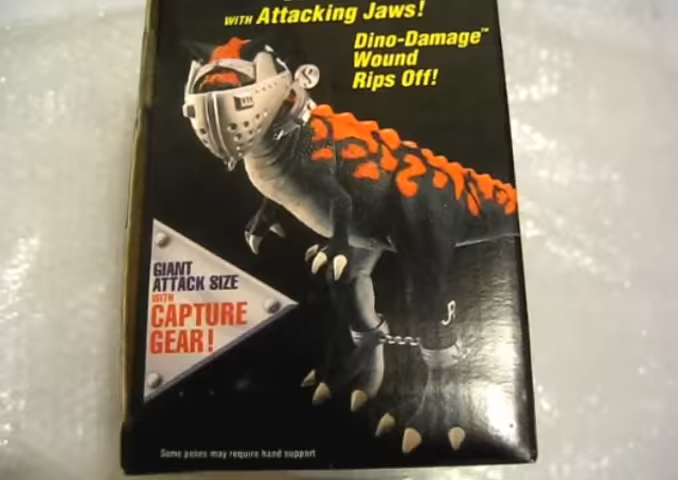 WITH Attacking Jaws!
Dino-Damage™
Wound
Rips Off!
GIANT
ATTACK SIZE
WITH
CAPTURE
GEAR!
Some poses may require hand support